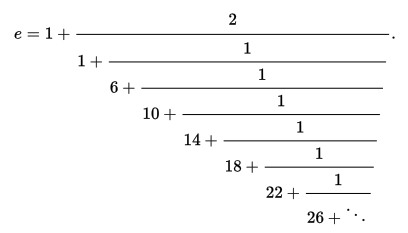 e = 1 + 2
1 + 1
6 + 1
10 + 1
14 + 1
18 + 1
22 + 1
26 + ⋱ .